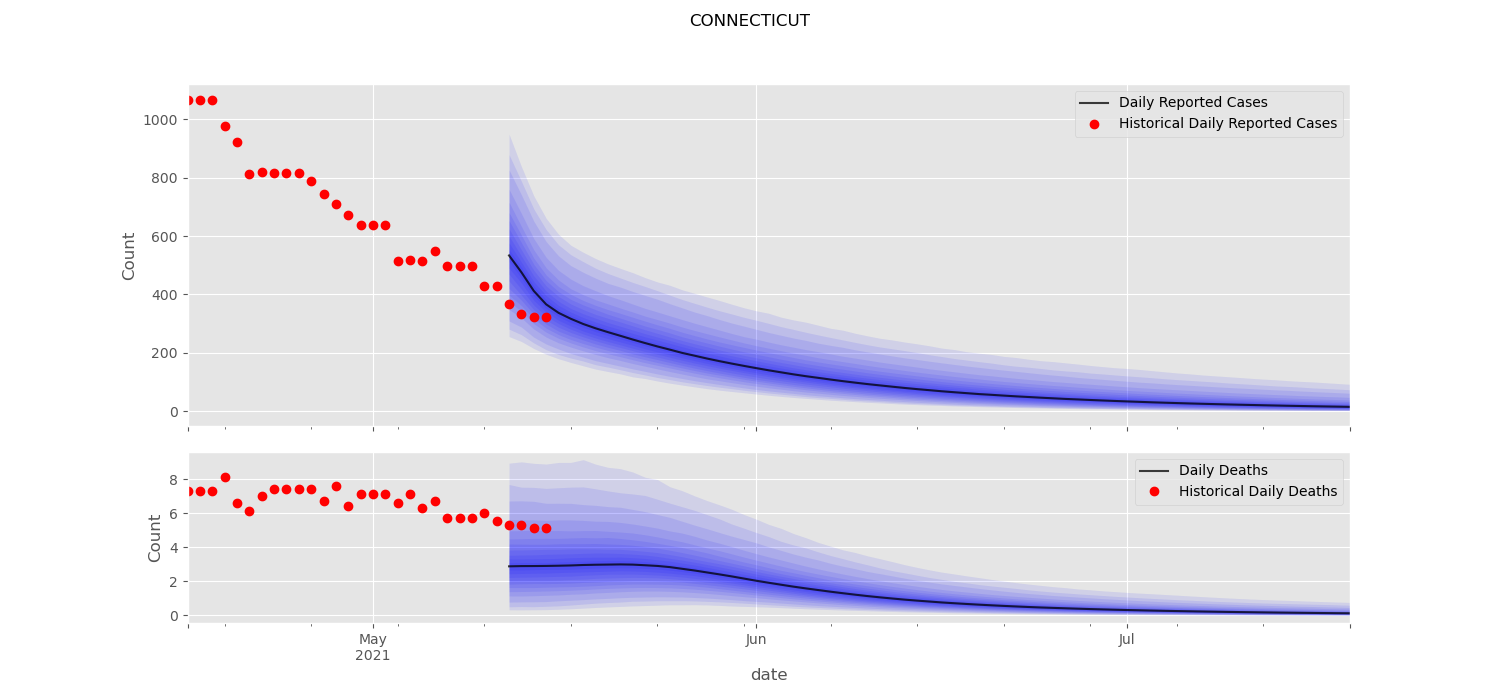 CONNECTICUT
Daily Reported Cases
Historical Daily Reported Cases
1000
800
600
400
200
0
Count
Daily Deaths
Historical Daily Deaths
8
6
4
2
0
Count
May
2021
Jun
Jul
date